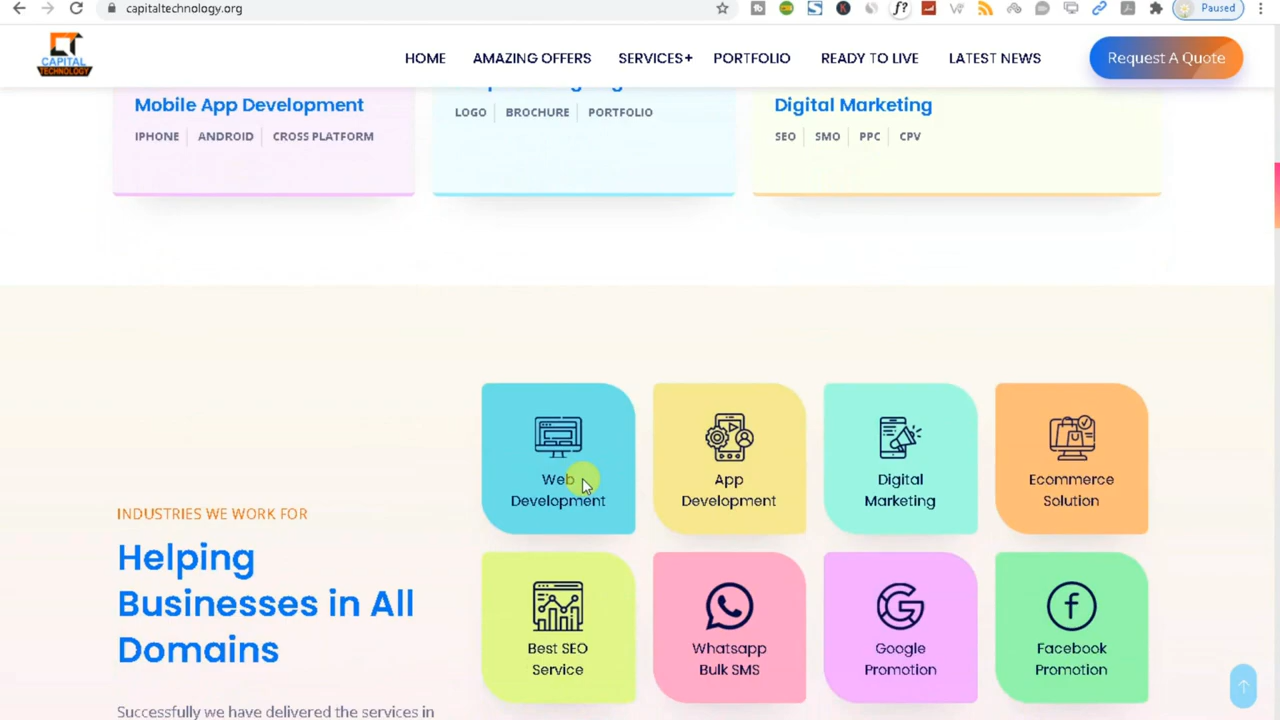 capitaltechnology.org
Paused
CAPITAL
TECHNOLOGY
HOME
AMAZING OFFERS
SERVICES+
PORTFOLIO
READY TO LIVE
LATEST NEWS
Request A Quote
Mobile App Development
IPHONE
ANDROID
CROSS PLATFORM
LOGO
BROCHURE
PORTFOLIO
Digital Marketing
SEO
SMO
PPC
CPV
INDUSTRIES WE WORK FOR
Helping
Businesses in All
Domains
Successfully we have delivered the services in
Web
Development
App
Development
Digital
Marketing
Ecommerce
Solution
Best SEO
Service
Whatsapp
Bulk SMS
Google
Promotion
Facebook
Promotion